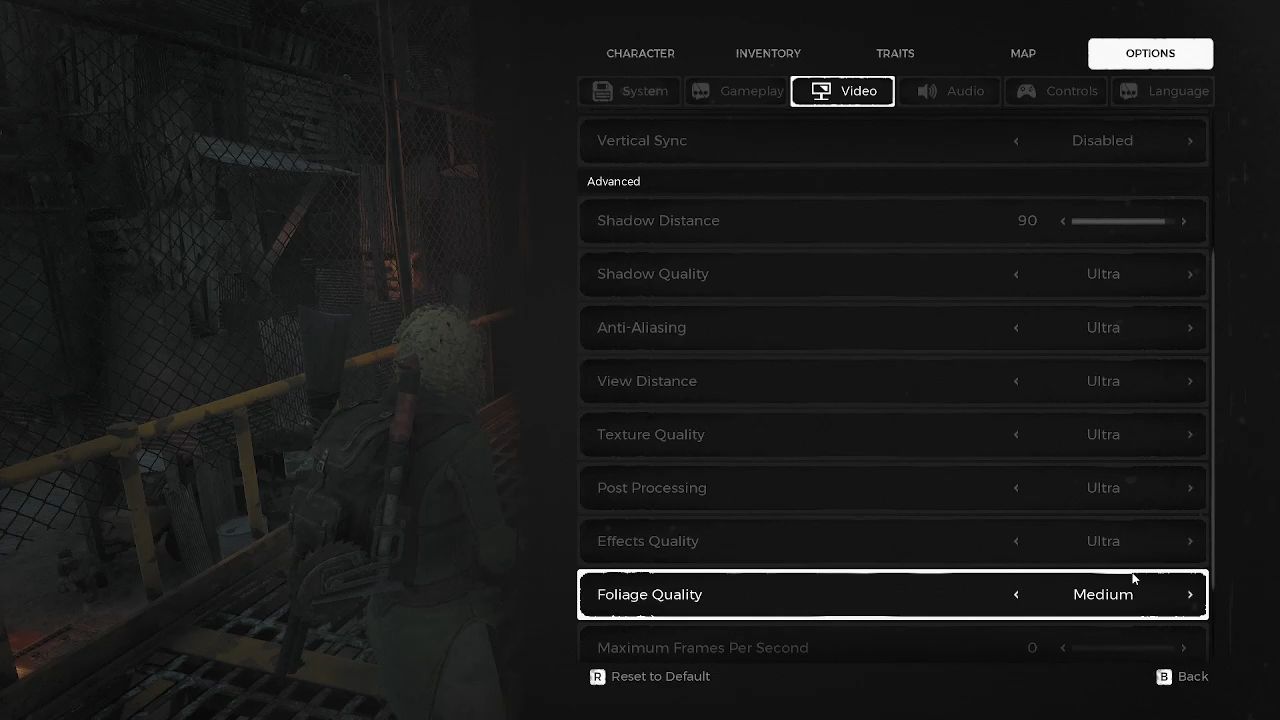 CHARACTER INVENTORY TRAITS MAP OPTIONS
System Gameplay Video Audio Controls Language
Vertical Sync Disabled
Advanced
Shadow Distance 90
Shadow Quality Ultra
Anti-Aliasing Ultra
View Distance Ultra
Texture Quality Ultra
Post Processing Ultra
Effects Quality Ultra
Foliage Quality Medium
Maximum Frames Per Second 0
R Reset to Default B Back